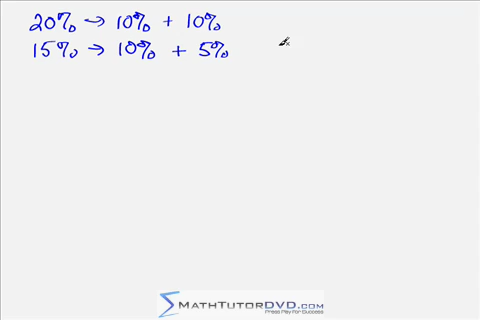 20% → 10% + 10%
15% → 10% + 5%
MATHTUTORDVD.COM
Press Play For Success